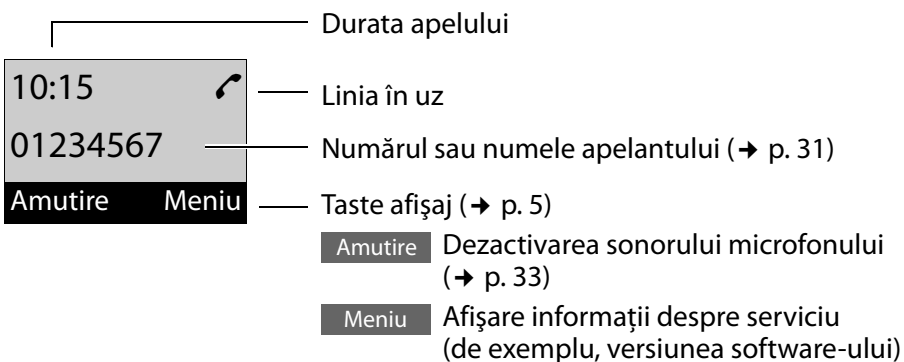 Durata apelului
10:15
Linia în uz
01234567
Numărul sau numele apelantului (➔ p. 31)
Amutire Meniu
Taste afişaj (➔ p. 5)
Amutire Dezactivarea sonorului microfonului
(➔ p. 33)
Meniu Afişare informații despre serviciu
(de exemplu, versiunea software-ului)